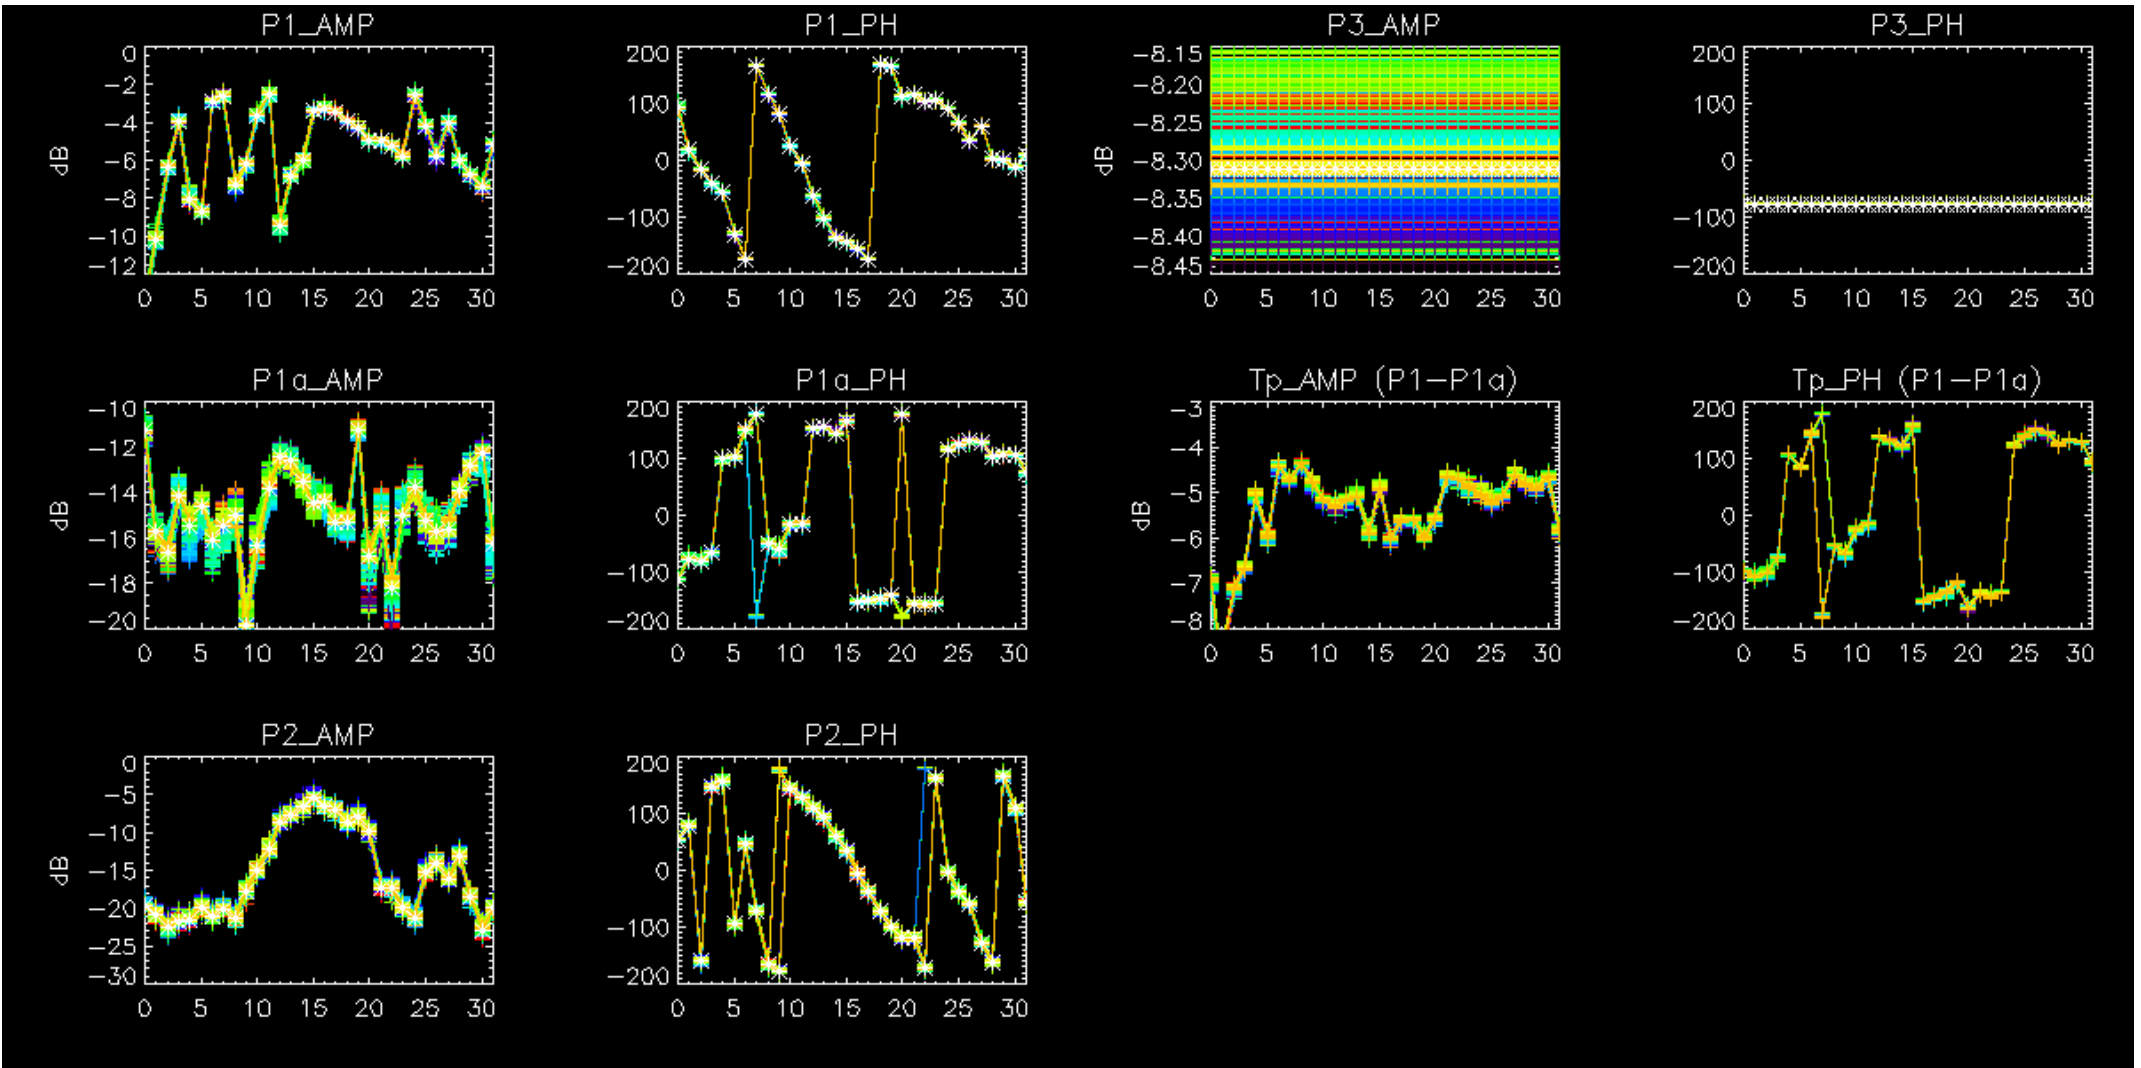 P1_AMP
P1_PH
P3_AMP
P3_PH
0
-2
-4
-6
-8
-10
-12
dB
0 5 10 15 20 25 30
200
100
0
-100
-200
0 5 10 15 20 25 30
-8.15
-8.20
-8.25
-8.30
-8.35
-8.40
-8.45
dB
0 5 10 15 20 25 30
200
100
0
-100
-200
0 5 10 15 20 25 30
P1a_AMP
P1a_PH
Tp_AMP (P1-P1a)
Tp_PH (P1-P1a)
-10
-12
-14
-16
-18
-20
dB
0 5 10 15 20 25 30
200
100
0
-100
-200
0 5 10 15 20 25 30
-3
-4
-5
-6
-7
-8
dB
0 5 10 15 20 25 30
200
100
0
-100
-200
0 5 10 15 20 25 30
P2_AMP
P2_PH
0
-5
-10
-15
-20
-25
-30
dB
0 5 10 15 20 25 30
200
100
0
-100
-200
0 5 10 15 20 25 30